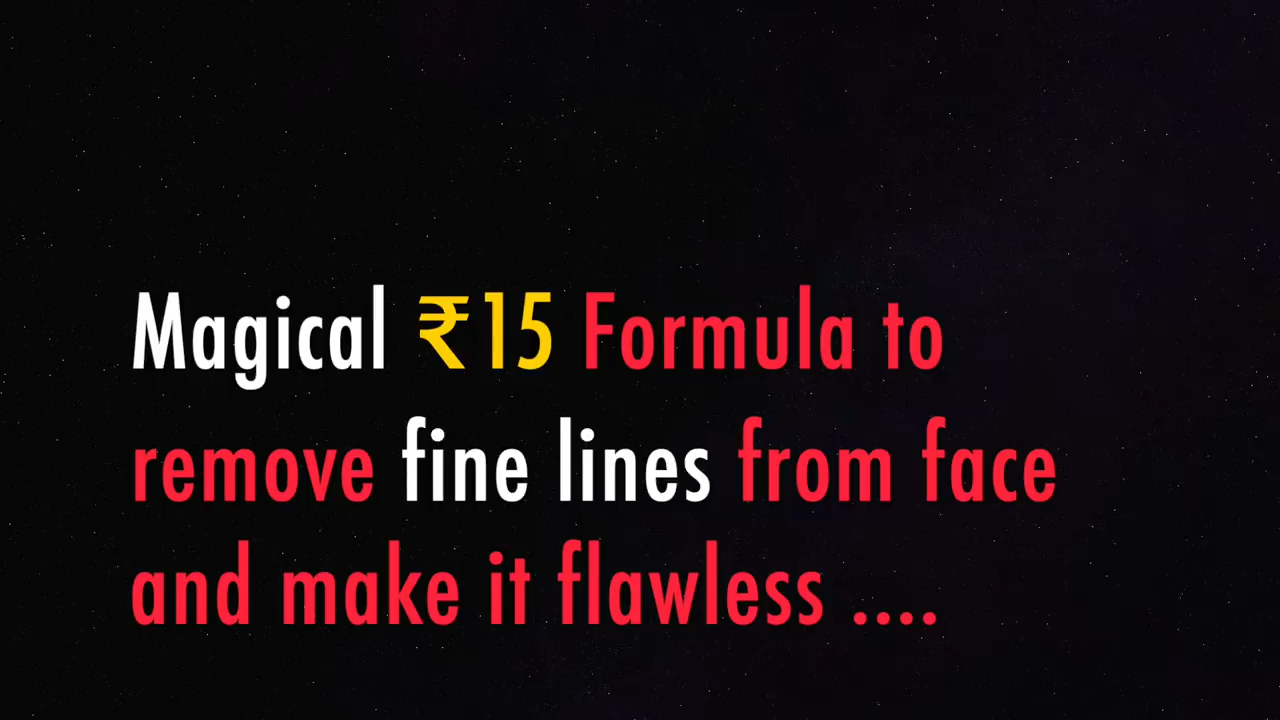 Magical ₹15 Formula to
remove fine lines from face
and make it flawless ....